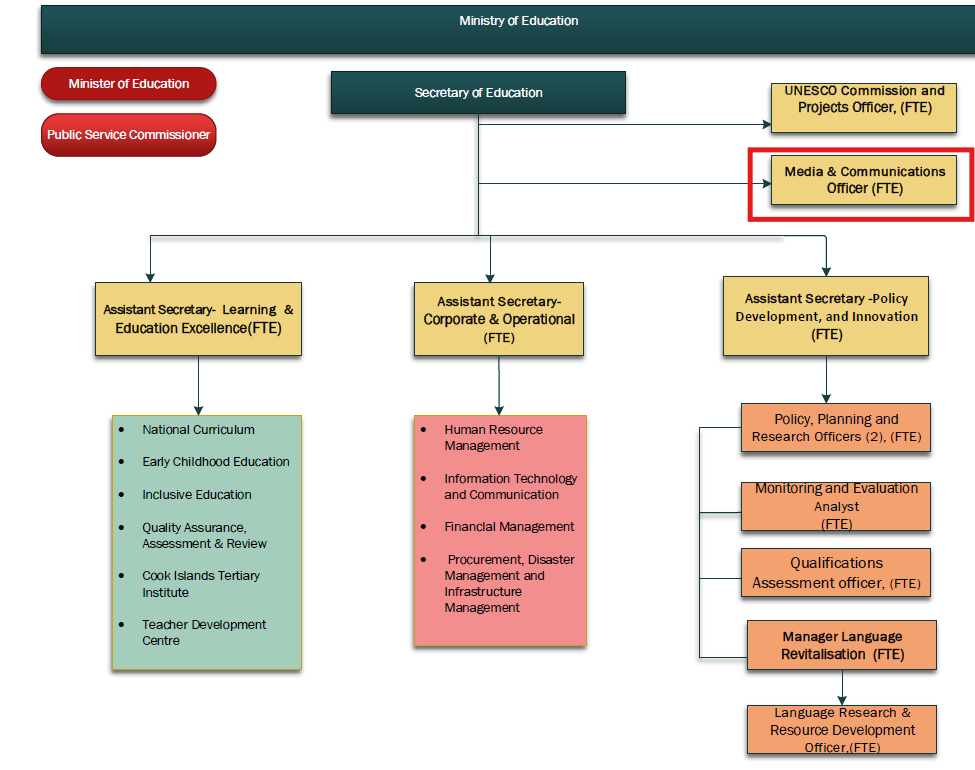 Ministry of Education
Minister of Education
Public Service Commissioner
Secretary of Education
UNESCO Commission and
Projects Officer, (FTE)
Media & Communications
Officer (FTE)
Assistant Secretary- Learning &
Education Excellence(FTE)
Assistant Secretary-
Corporate & Operational
(FTE)
Assistant Secretary -Policy
Development, and Innovation
(FTE)
• National Curriculum
• Early Childhood Education
• Inclusive Education
• Quality Assurance,
Assessment & Review
• Cook Islands Tertiary
Institute
• Teacher Development
Centre
• Human Resource
Management
• Information Technology
and Communication
• Financial Management
• Procurement, Disaster
Management and
Infrastructure
Management
Policy, Planning and
Research Officers (2), (FTE)
Monitoring and Evaluation
Analyst
(FTE)
Qualifications
Assessment officer, (FTE)
Manager Language
Revitalisation (FTE)
Language Research &
Resource Development
Officer,(FTE)